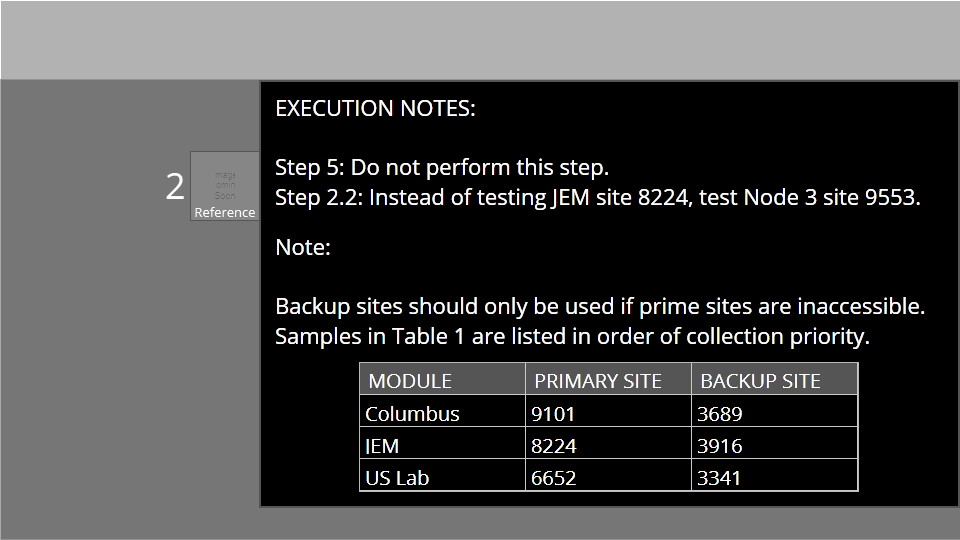 EXECUTION NOTES:
Step 5: Do not perform this step.
Step 2.2: Instead of testing JEM site 8224, test Node 3 site 9553.
2
Reference
Note:
Backup sites should only be used if prime sites are inaccessible.
Samples in Table 1 are listed in order of collection priority.
MODULE PRIMARY SITE BACKUP SITE
Columbus 9101 3689
JEM 8224 3916
US Lab 6652 3341